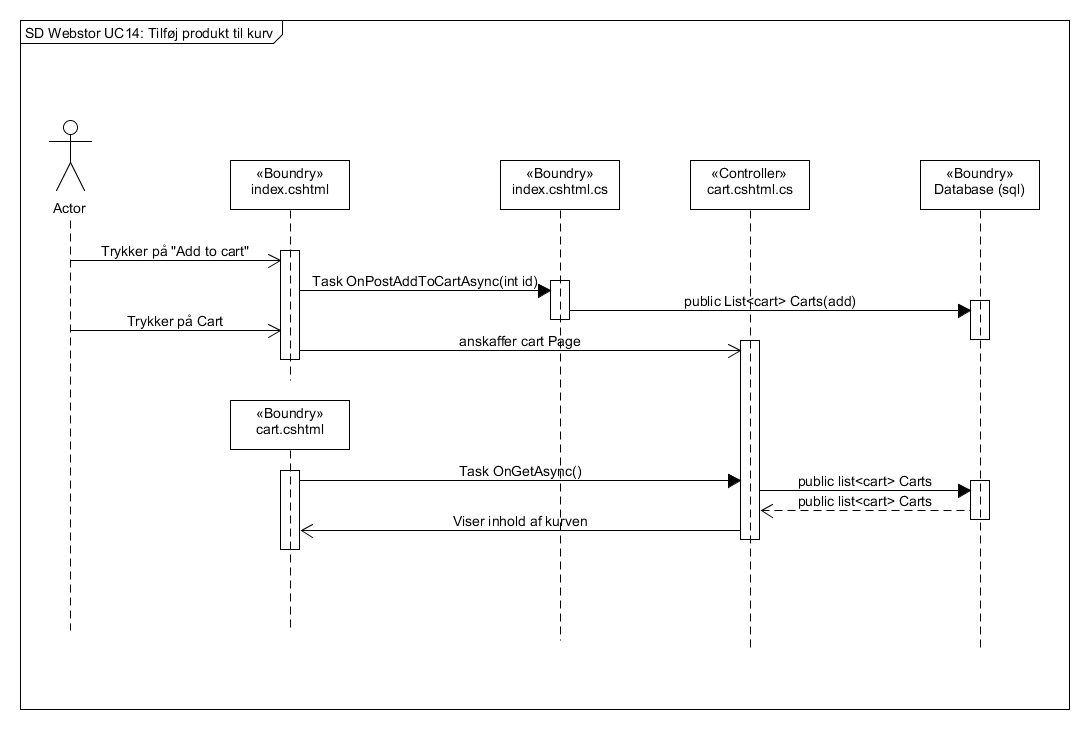 SD Webstor UC14: Tilføj produkt til kurv
Actor
«Boundry»
index.cshtml
«Boundry»
index.cshtml.cs
«Controller»
cart.cshtml.cs
«Boundry»
Database (sql)
Trykker på "Add to cart"
Task OnPostAddToCartAsync(int id)
public List<cart> Carts(add)
Trykker på Cart
anskaffer cart Page
«Boundry»
cart.cshtml
Task OnGetAsync()
public list<cart> Carts
public list<cart> Carts
Viser inhold af kurven